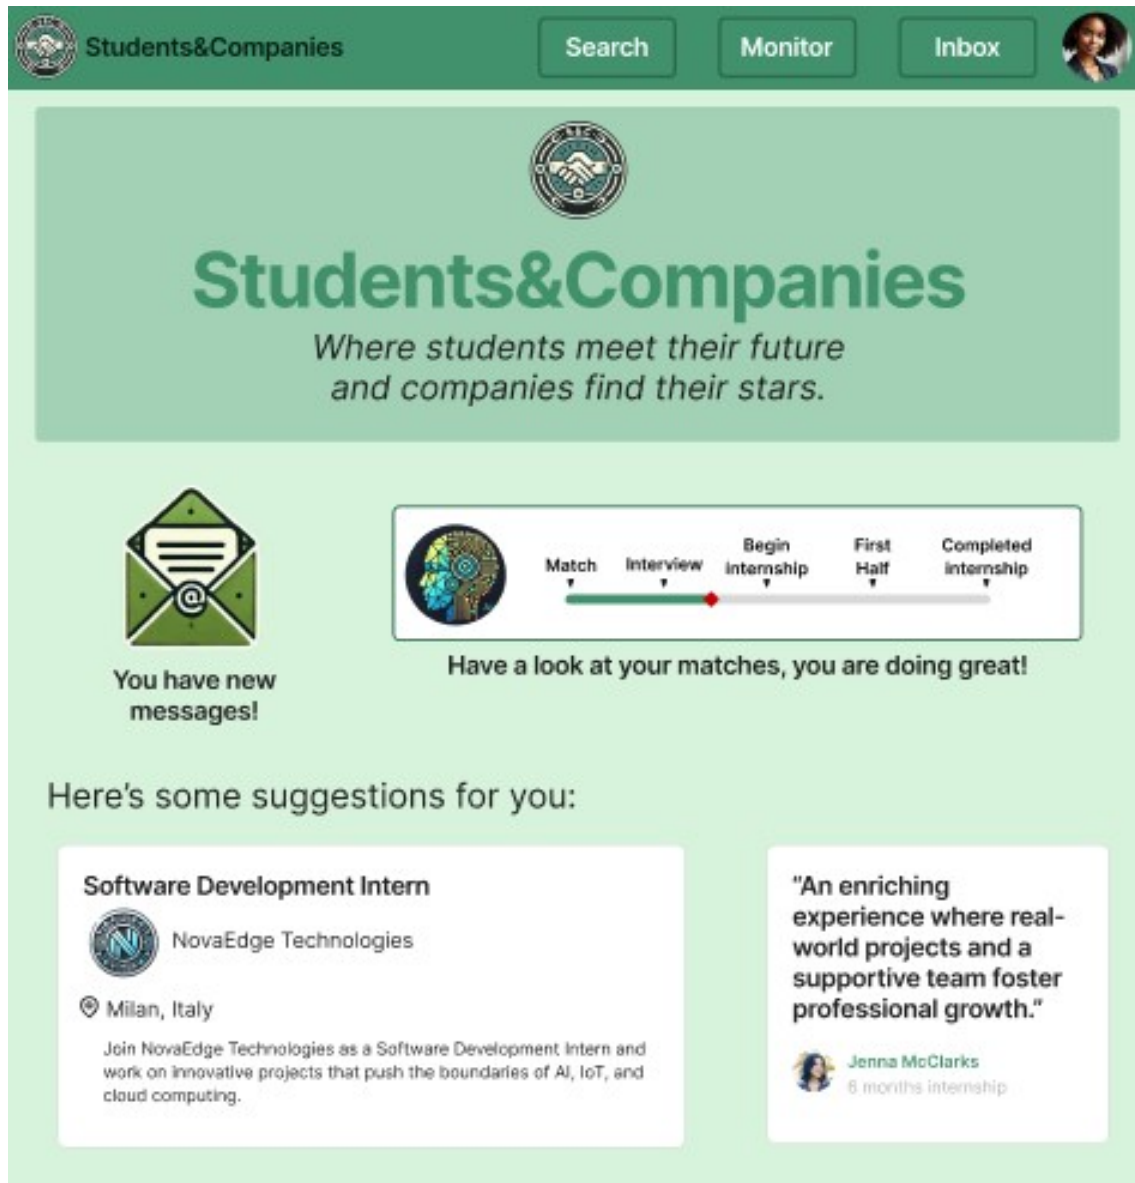 Students&Companies
Search
Monitor
Inbox
S&C
Students&Companies
Where students meet their future
and companies find their stars.
@
You have new
messages!
Match
Interview
Begin
internship
First
Half
Completed
internship
Have a look at your matches, you are doing great!
Here's some suggestions for you:
Software Development Intern
N
NovaEdge Technologies
Milan, Italy
Join NovaEdge Technologies as a Software Development Intern and
work on innovative projects that push the boundaries of AI, IoT, and
cloud computing.
"An enriching
experience where real-
world projects and a
supportive team foster
professional growth."
Jenna McClarks
6 months internship